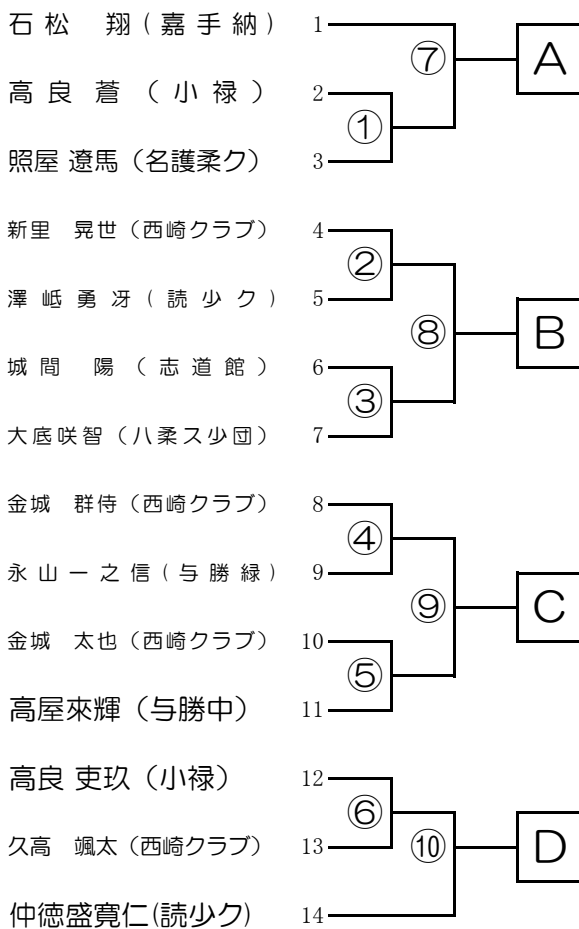 石松 翔(嘉手納) 1
⑦ A
高良蒼 (小禄) 2
①
照屋 遼馬 (名護柔ク) 3
新里 晃世 (西崎クラブ) 4
②
澤岻勇冴(読少ク) 5
⑧ B
城間 陽 (志道館) 6
③
大底咲智 (八柔ス少団) 7
金城 群侍 (西崎クラブ) 8
④
永山一之信(与勝緑) 9
⑨ C
金城 太也 (西崎クラブ) 10
⑤
高屋來輝 (与勝中) 11
高良 吏玖 (小禄) 12
⑥
久高 颯太 (西崎クラブ) 13
⑩ D
仲徳盛寛仁(読少ク) 14